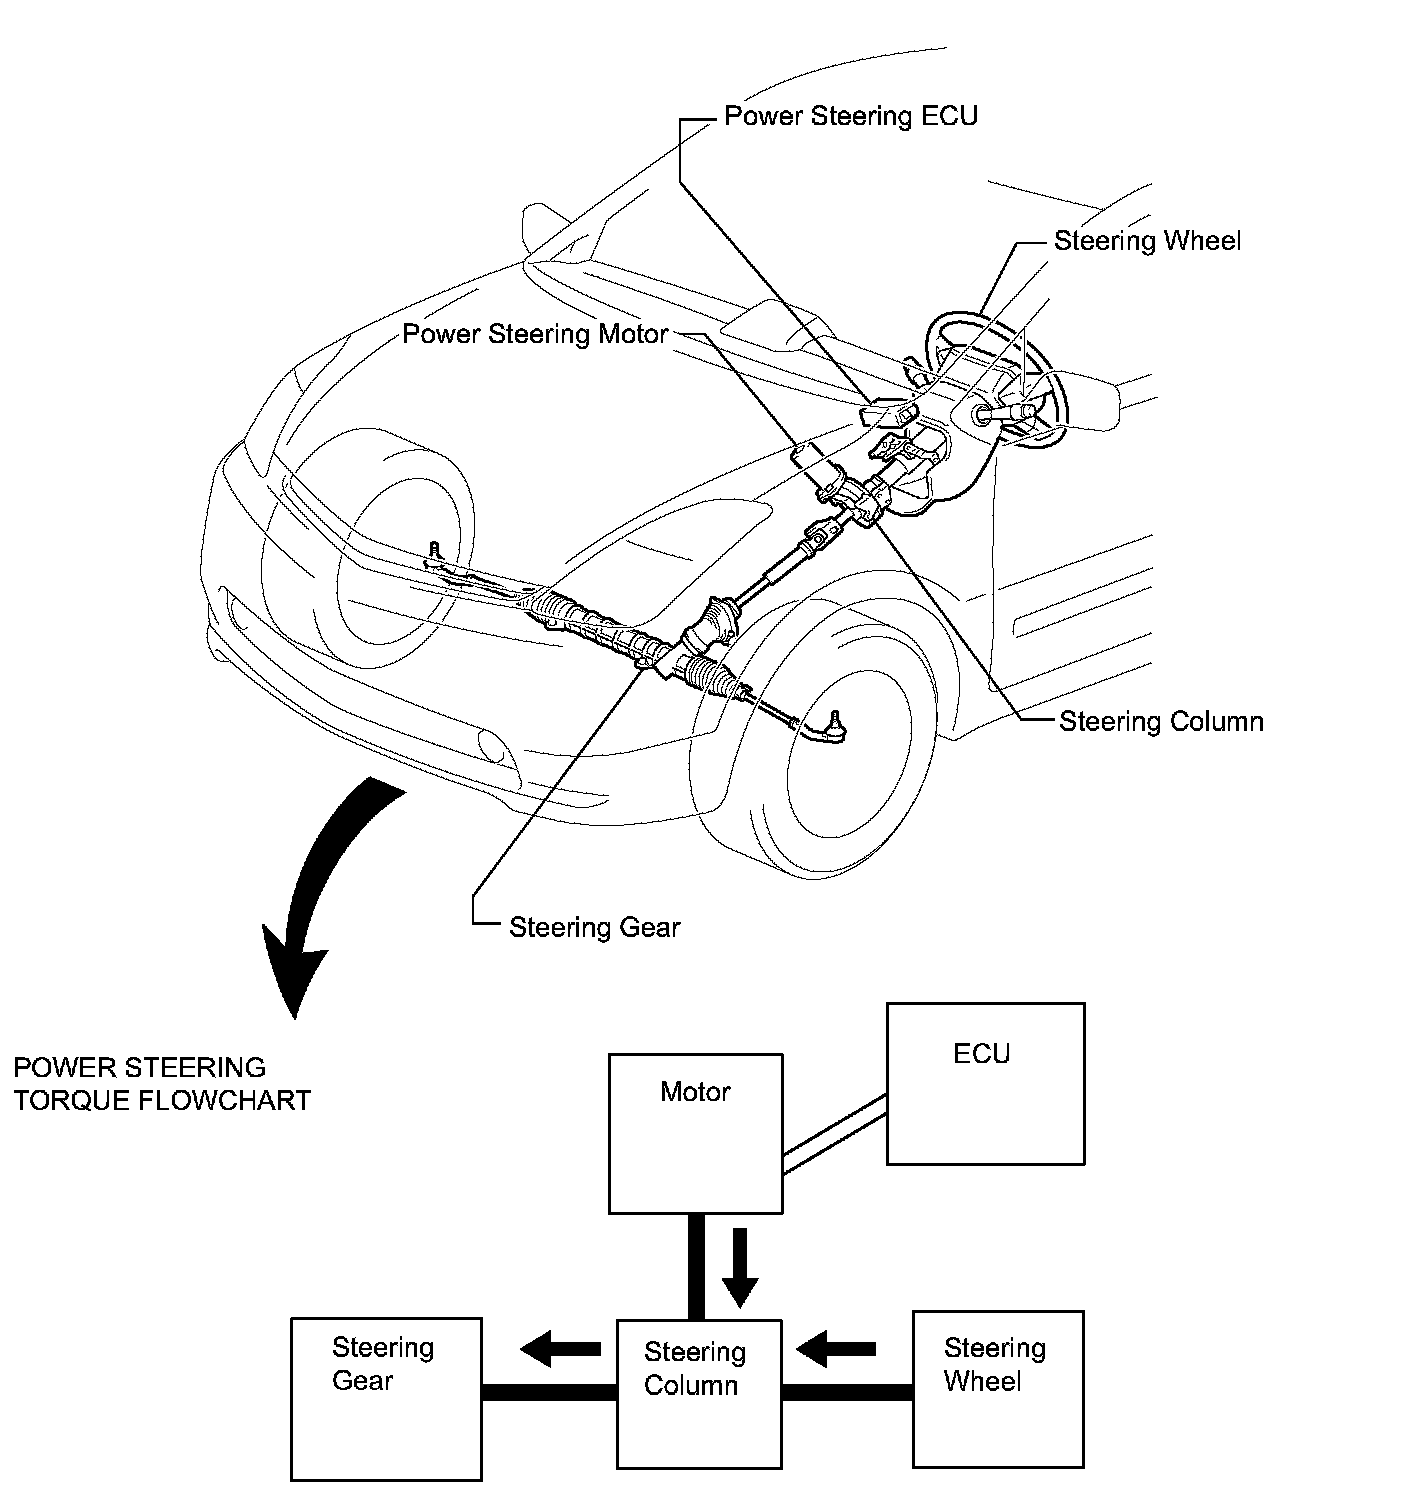 Power Steering ECU
Steering Wheel
Power Steering Motor
Steering Column
Steering Gear
POWER STEERING
TORQUE FLOWCHART
ECU
Motor
Steering
Gear
Steering
Column
Steering
Wheel